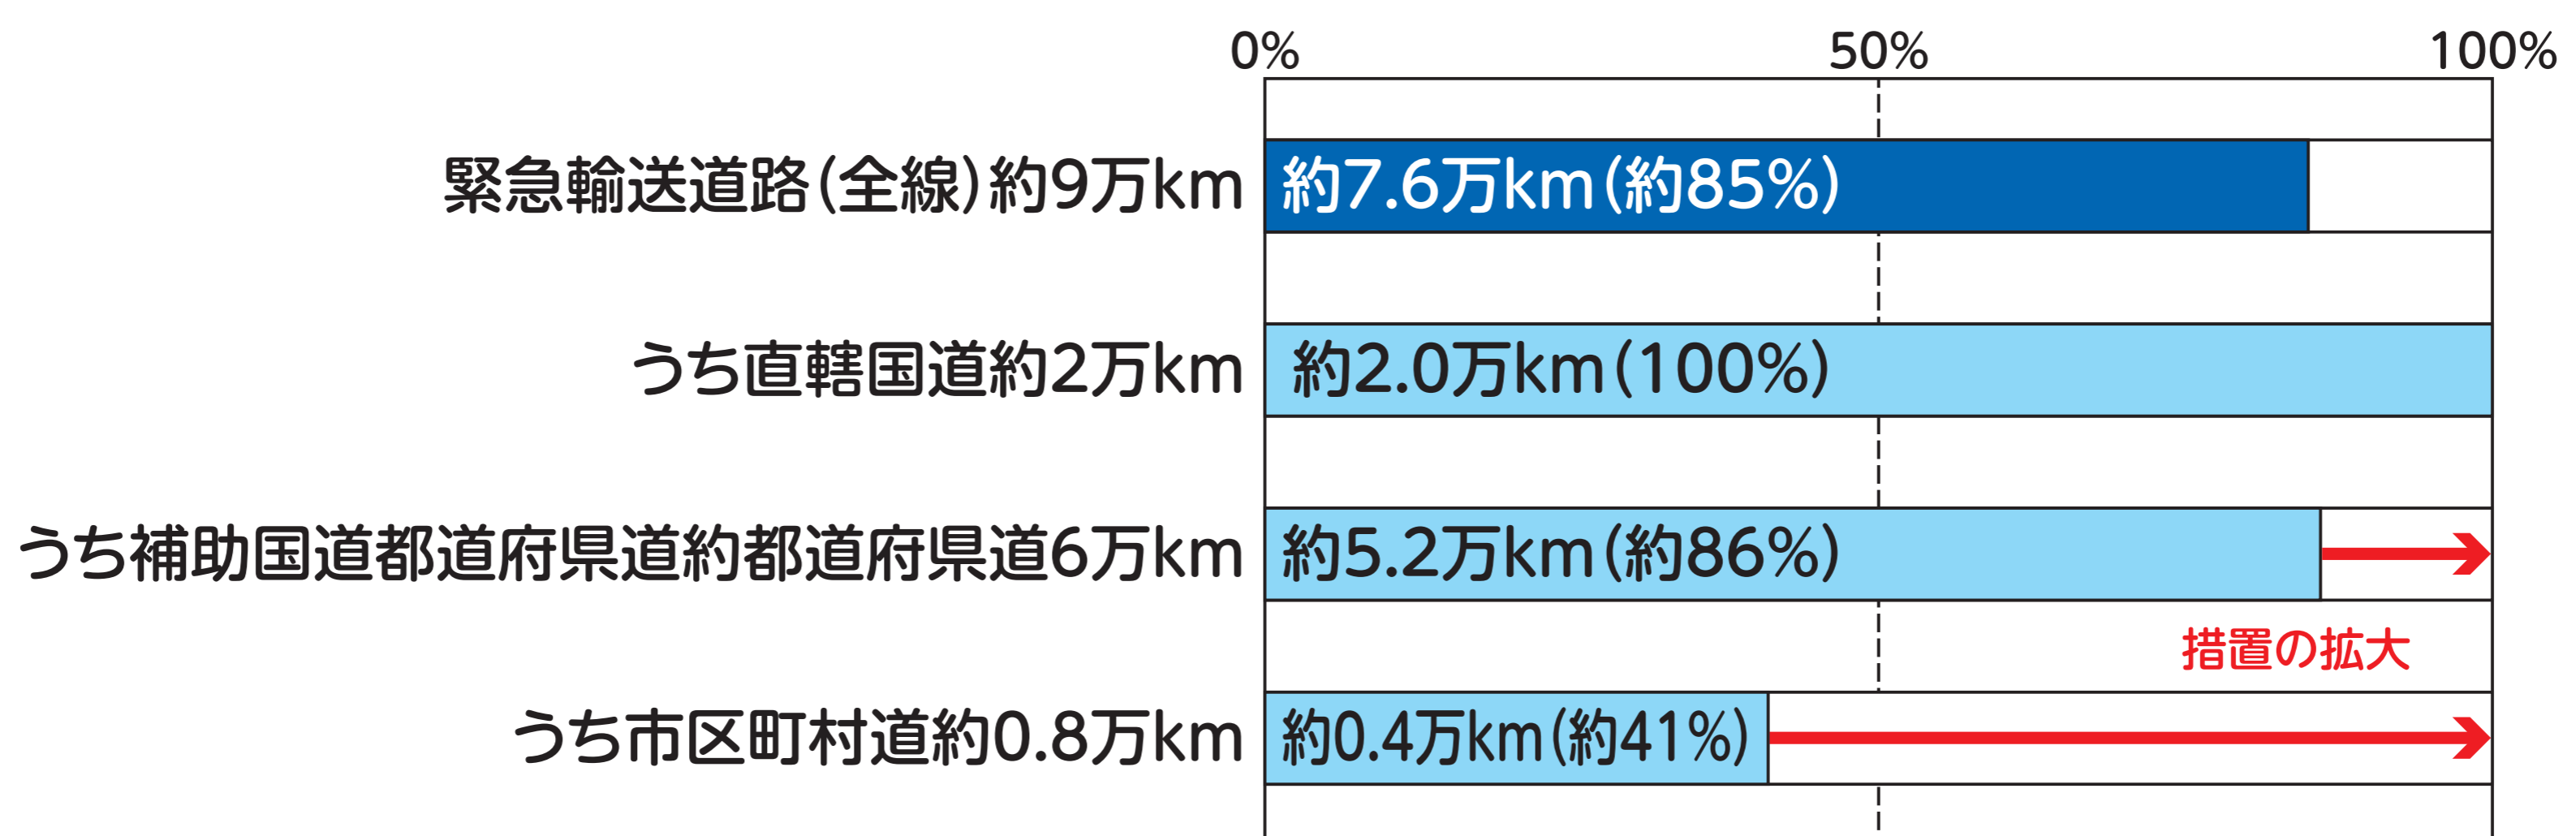 0% 50% 100%
緊急輸送道路(全線)約9万km 約7.6万km(約85%)
うち直轄国道約2万km 約2.0万km(100%)
うち補助国道都道府県道約都道府県道6万km 約5.2万km(約86%)
措置の拡大
うち市区町村道約0.8万km 約0.4万km(約41%)